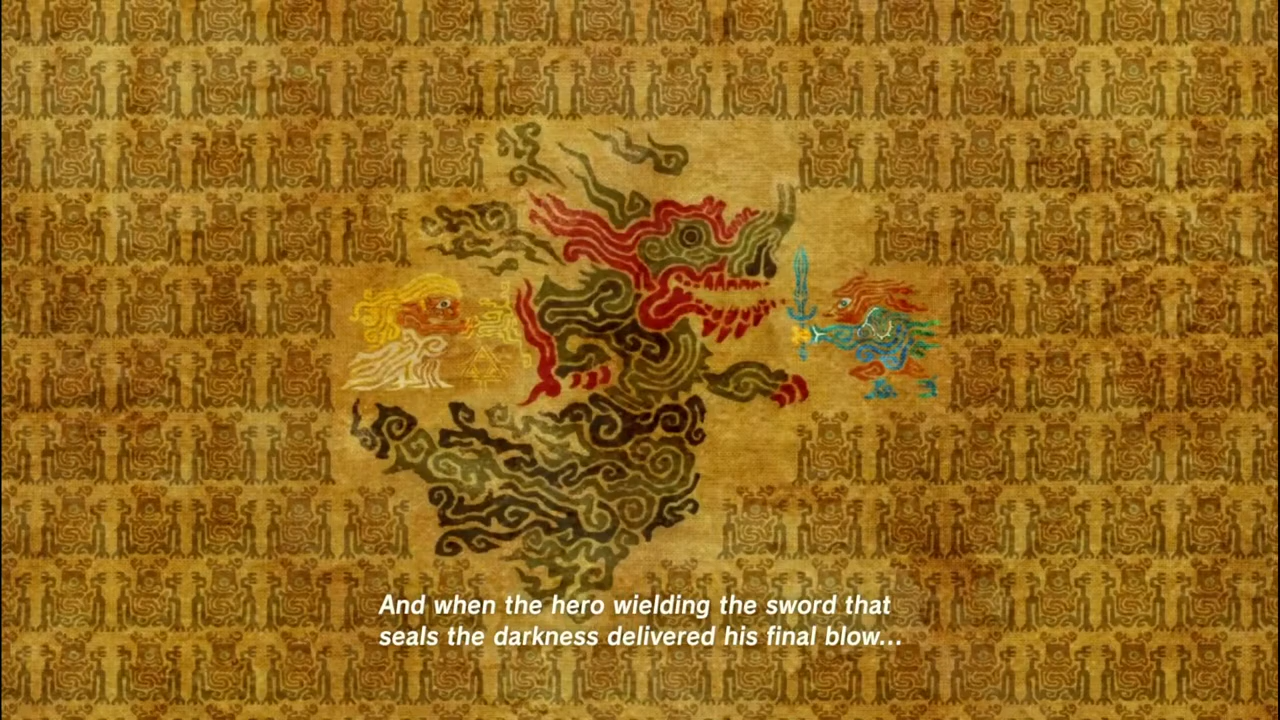 And when the hero wielding the sword that
seals the darkness delivered his final blow...